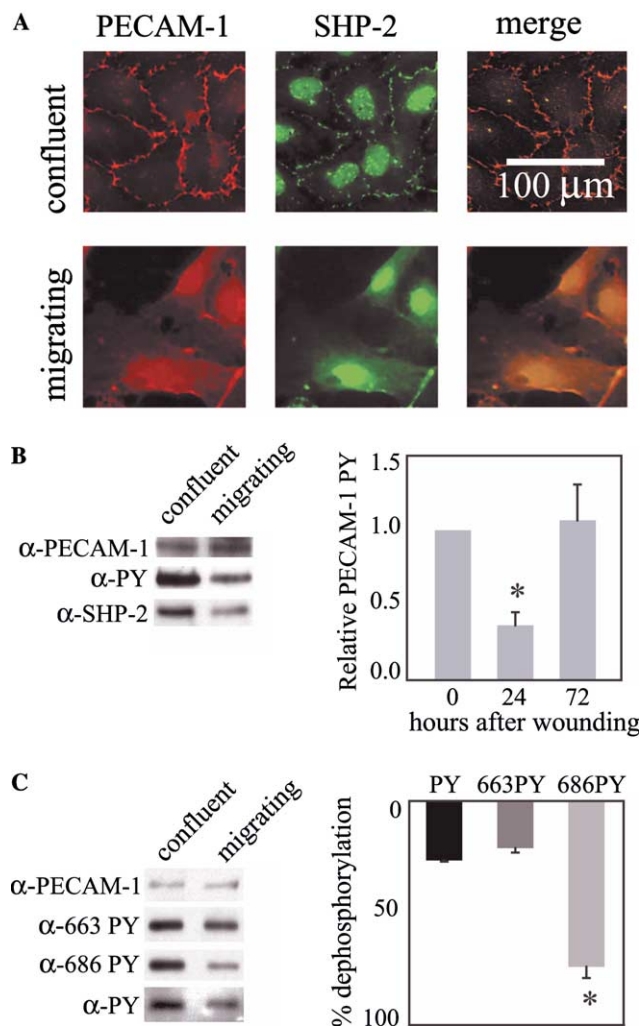 A
PECAM-1 SHP-2 merge
confluent
100 μm
migrating
B
confluent
migrating
α-PECAM-1
α-PY
α-SHP-2
Relative PECAM-1 PY
1.5
1.0
0.5
0.0
*
0 24 72
hours after wounding
C
confluent
migrating
α-PECAM-1
α-663 PY
α-686 PY
α-PY
PY 663PY 686PY
% dephosphorylation
0
50
100
*